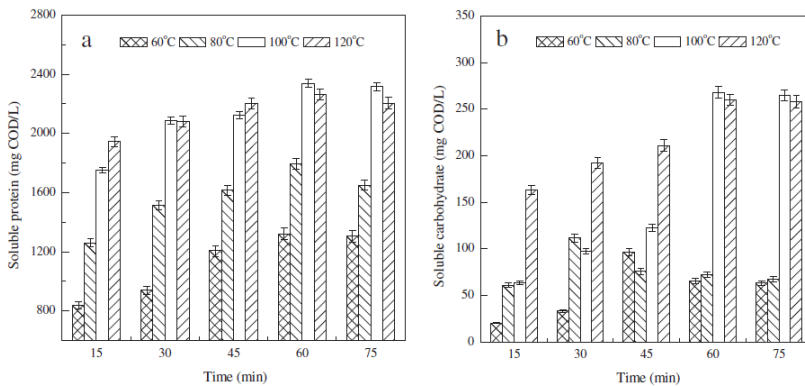 a
60°C 80°C 100°C 120°C
2800
2400
2000
1600
1200
800
Soluble protein (mg COD/L)
15 30 45 60 75
Time (min)
b
60°C 80°C 100°C 120°C
350
300
250
200
150
100
50
0
Soluble carbohydrate (mg COD/L)
15 30 45 60 75
Time (min)